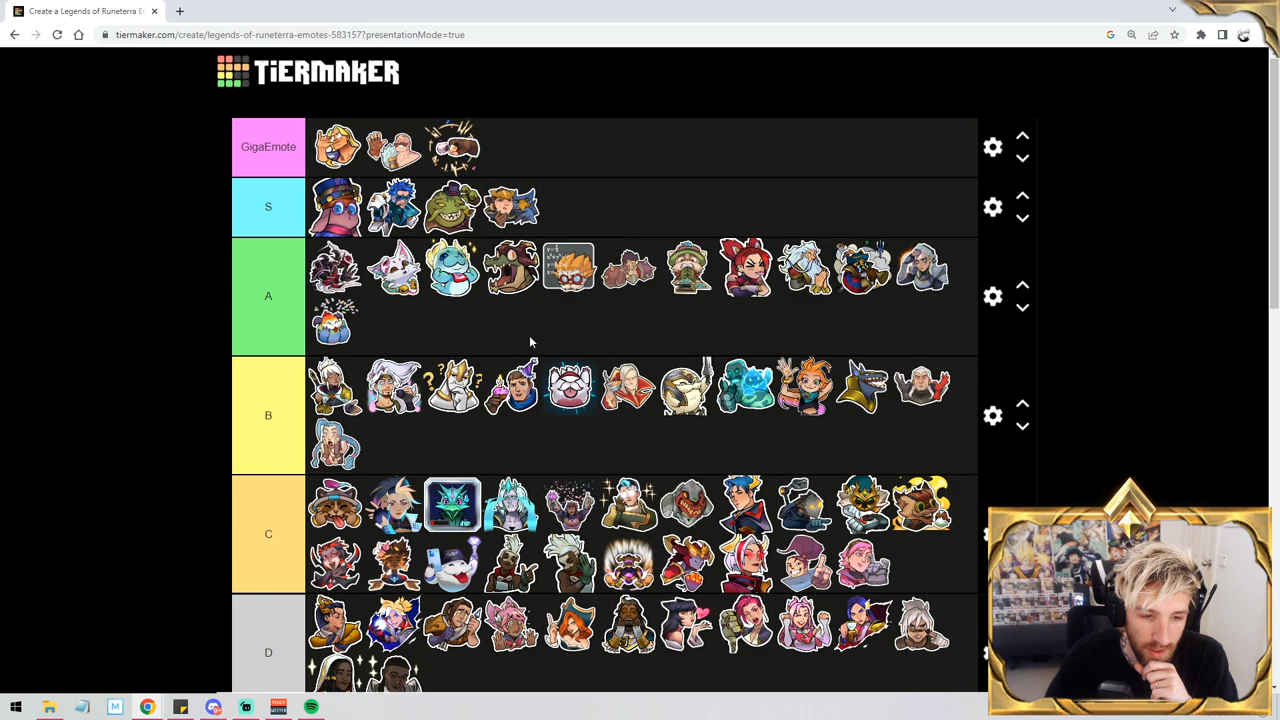 Create a Legends of Runeterra E
tiermaker.com/create/legends-of-runeterra-emotes-583157?presentationMode=true
TiERMAKER
GigaEmote
S
A
B
C
D